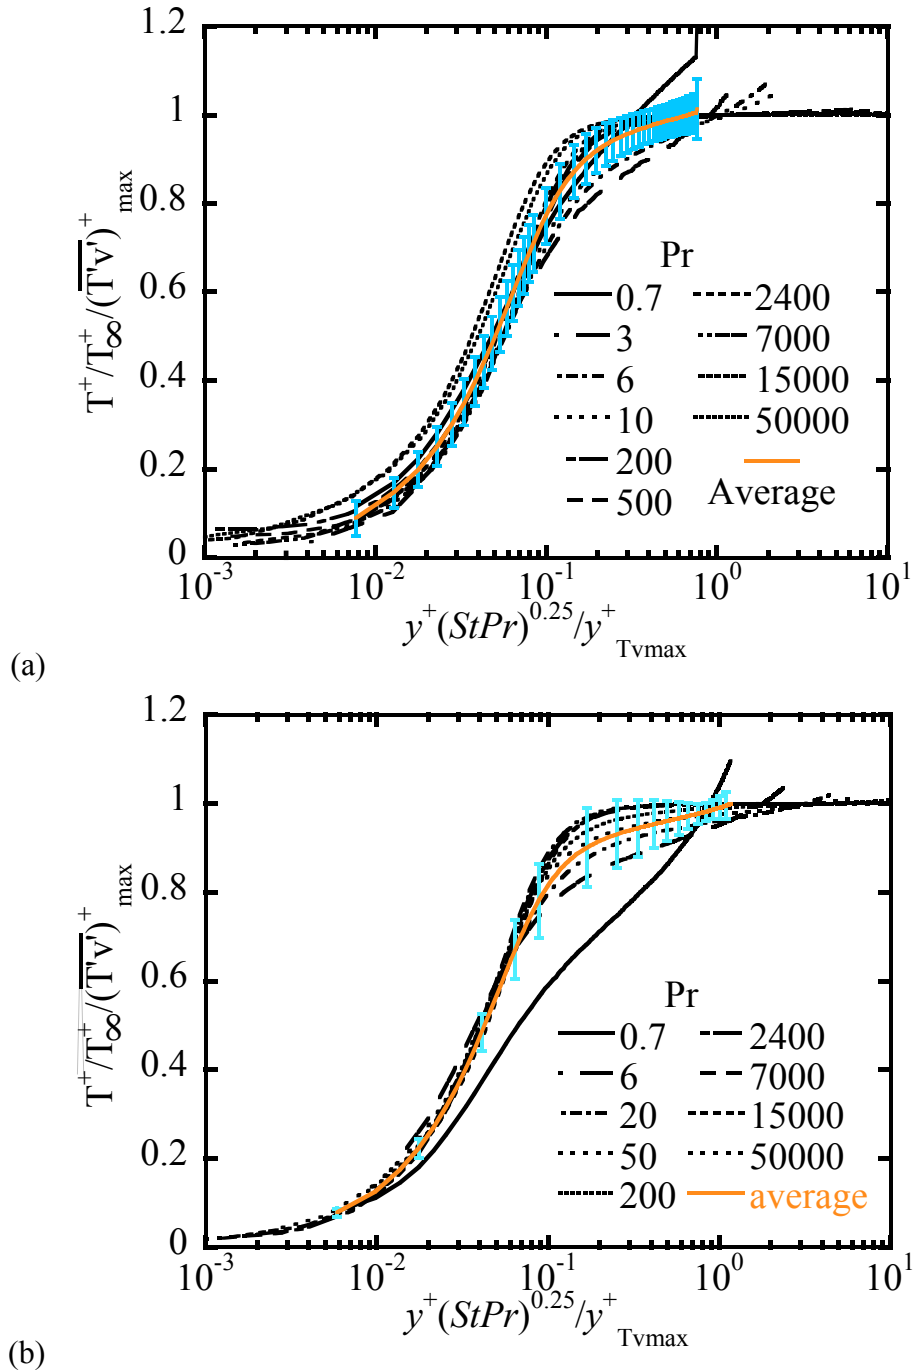 1.2
1
0.8
0.6
0.4
0.2
0
T⁺/T⁺∞/(T'v')⁺max
Pr
0.7 2400
3 7000
6 15000
10 50000
200 Average
500
10⁻³ 10⁻² 10⁻¹ 10⁰ 10¹
y⁺(StPr)^0.25/y⁺Tvmax
(a)
1.2
1
0.8
0.6
0.4
0.2
0
T⁺/T⁺∞/(T'v')⁺max
Pr
0.7 2400
6 7000
20 15000
50 50000
200 average
10⁻³ 10⁻² 10⁻¹ 10⁰ 10¹
y⁺(StPr)^0.25/y⁺Tvmax
(b)